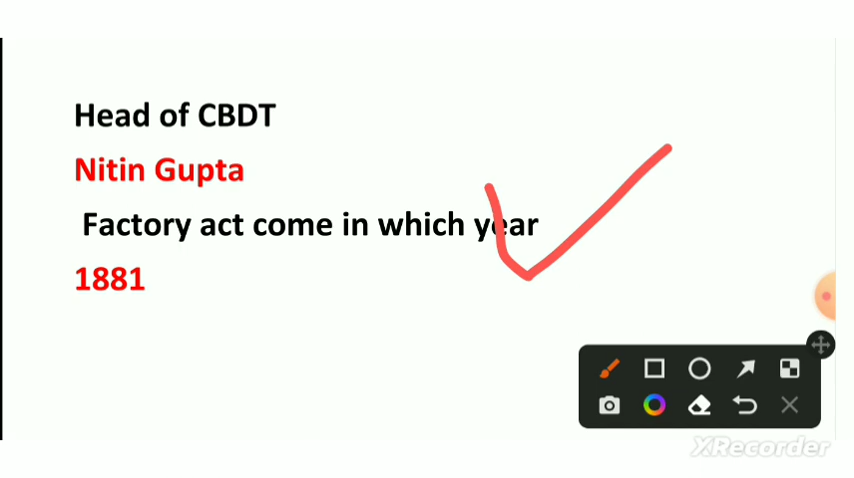 Head of CBDT
Nitin Gupta
Factory act come in which year
1881
XRecorder